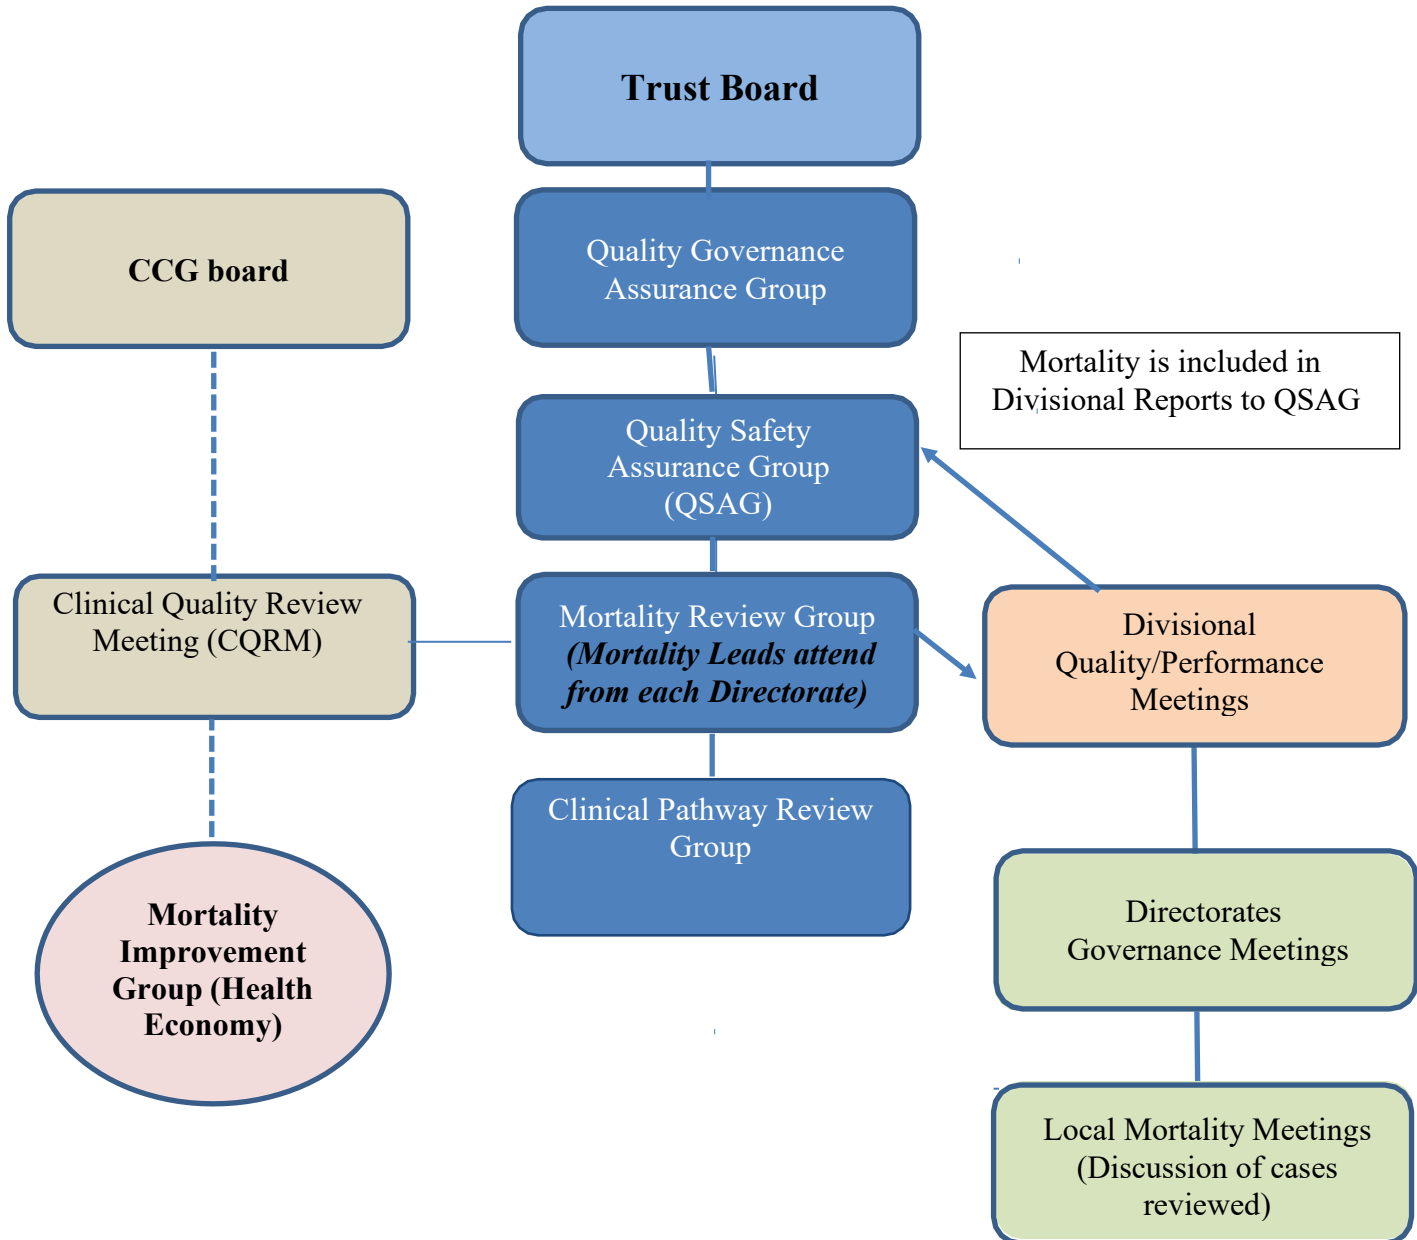 Trust Board
CCG board
Quality Governance
Assurance Group
Mortality is included in
Divisional Reports to QSAG
Quality Safety
Assurance Group
(QSAG)
Clinical Quality Review
Meeting (CQRM)
Mortality Review Group
(Mortality Leads attend
from each Directorate)
Divisional
Quality/Performance
Meetings
Clinical Pathway Review
Group
Mortality
Improvement
Group (Health
Economy)
Directorates
Governance Meetings
Local Mortality Meetings
(Discussion of cases
reviewed)